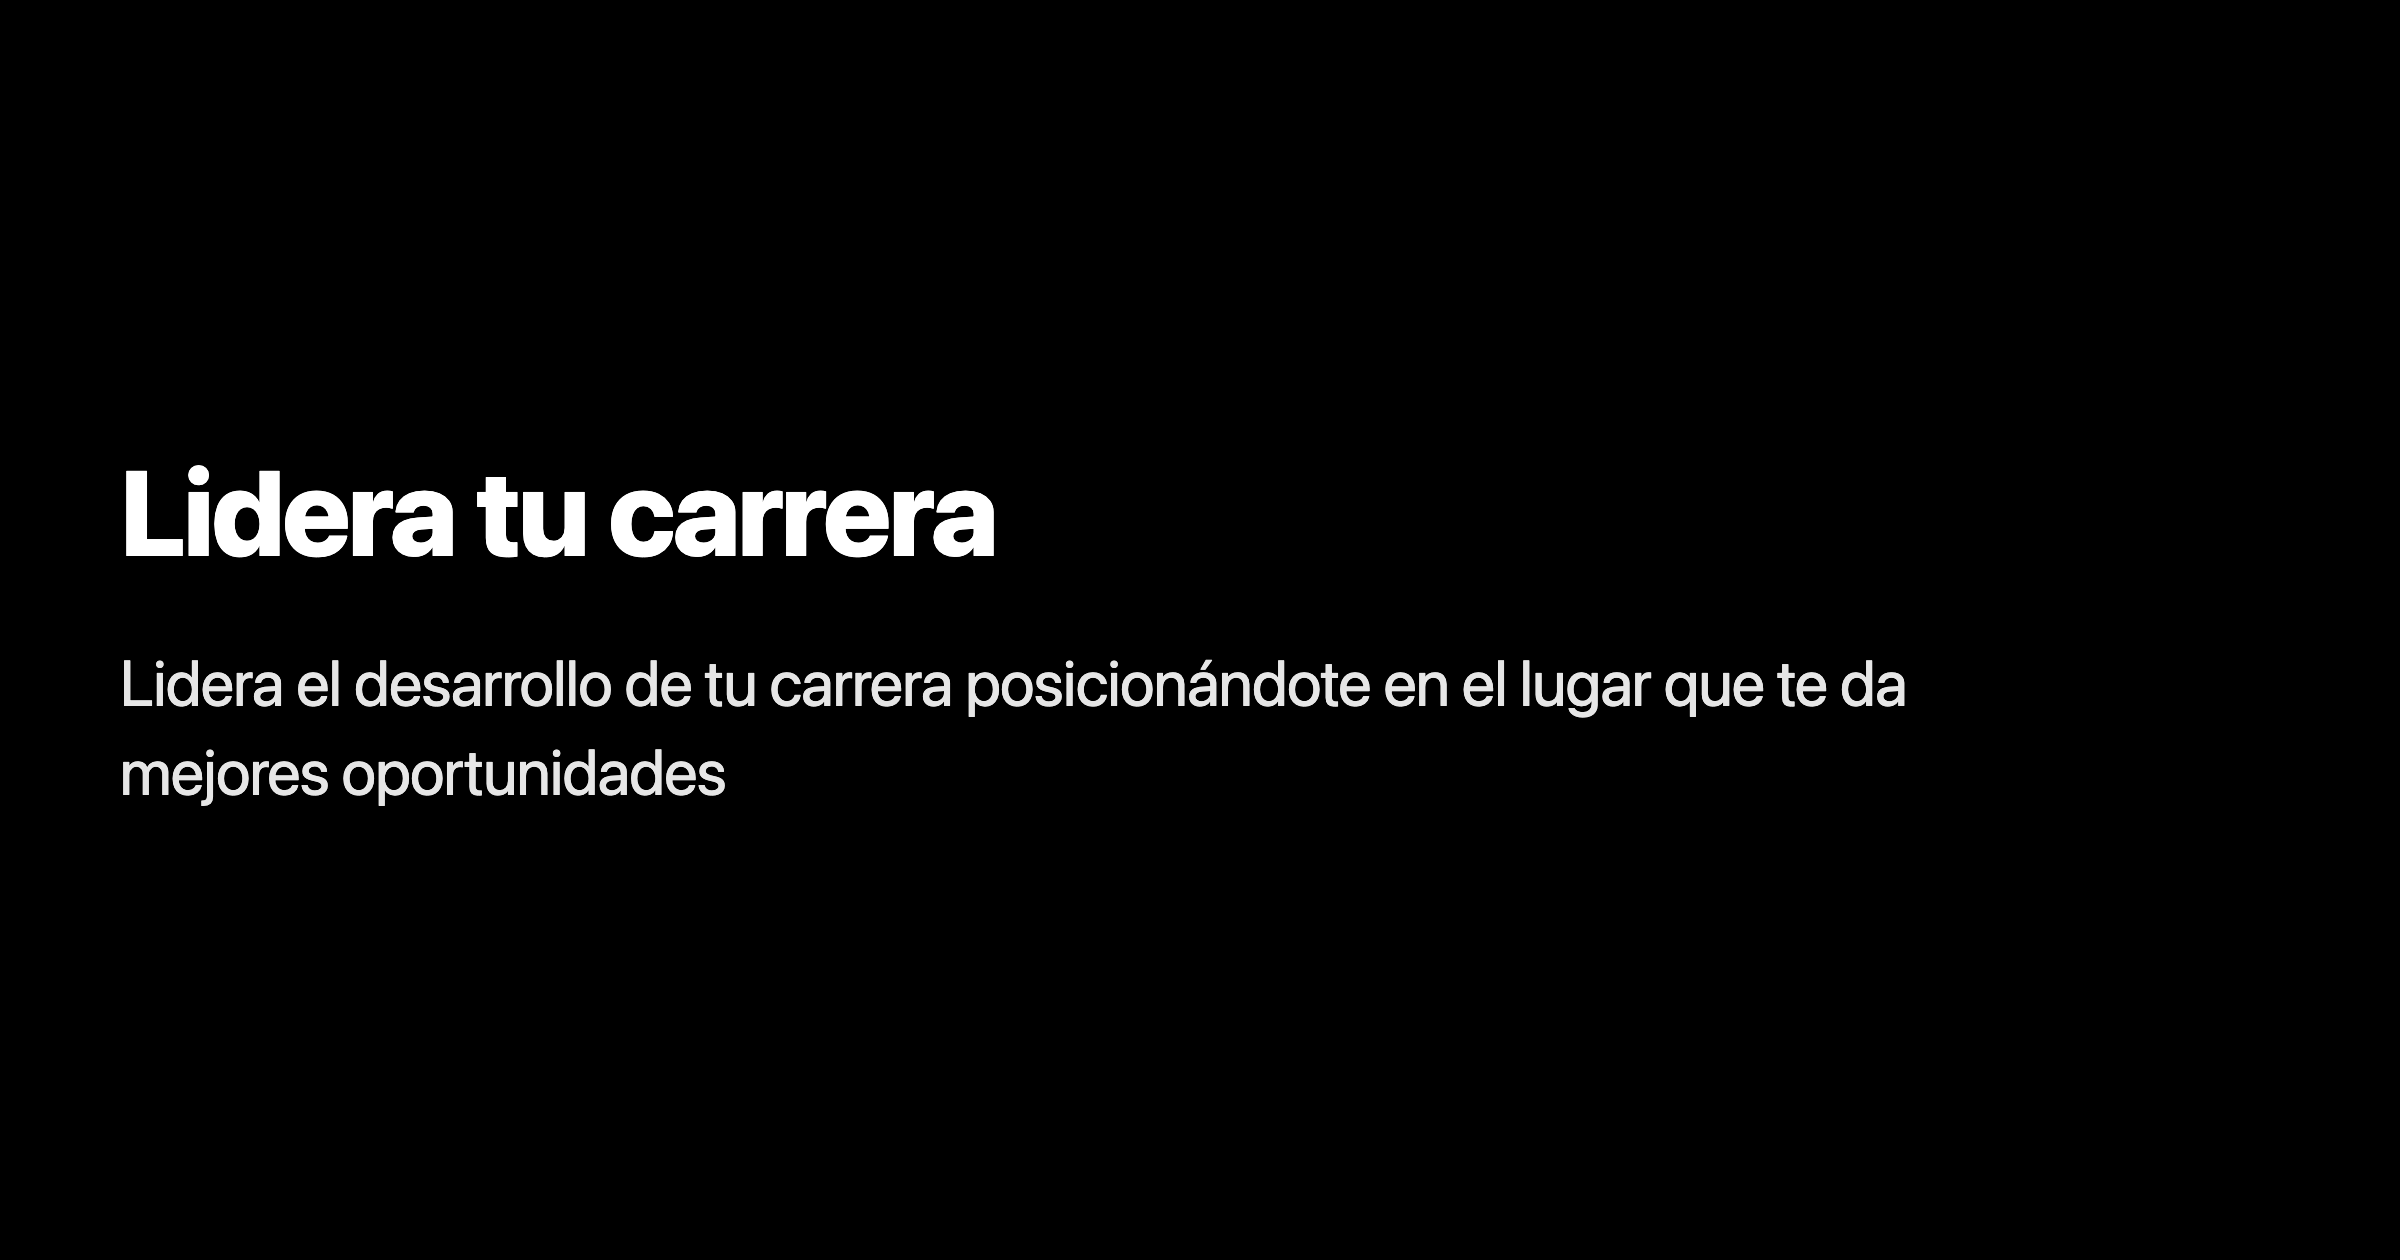 Lidera tu carrera
Lidera el desarrollo de tu carrera posicionándote en el lugar que te da
mejores oportunidades